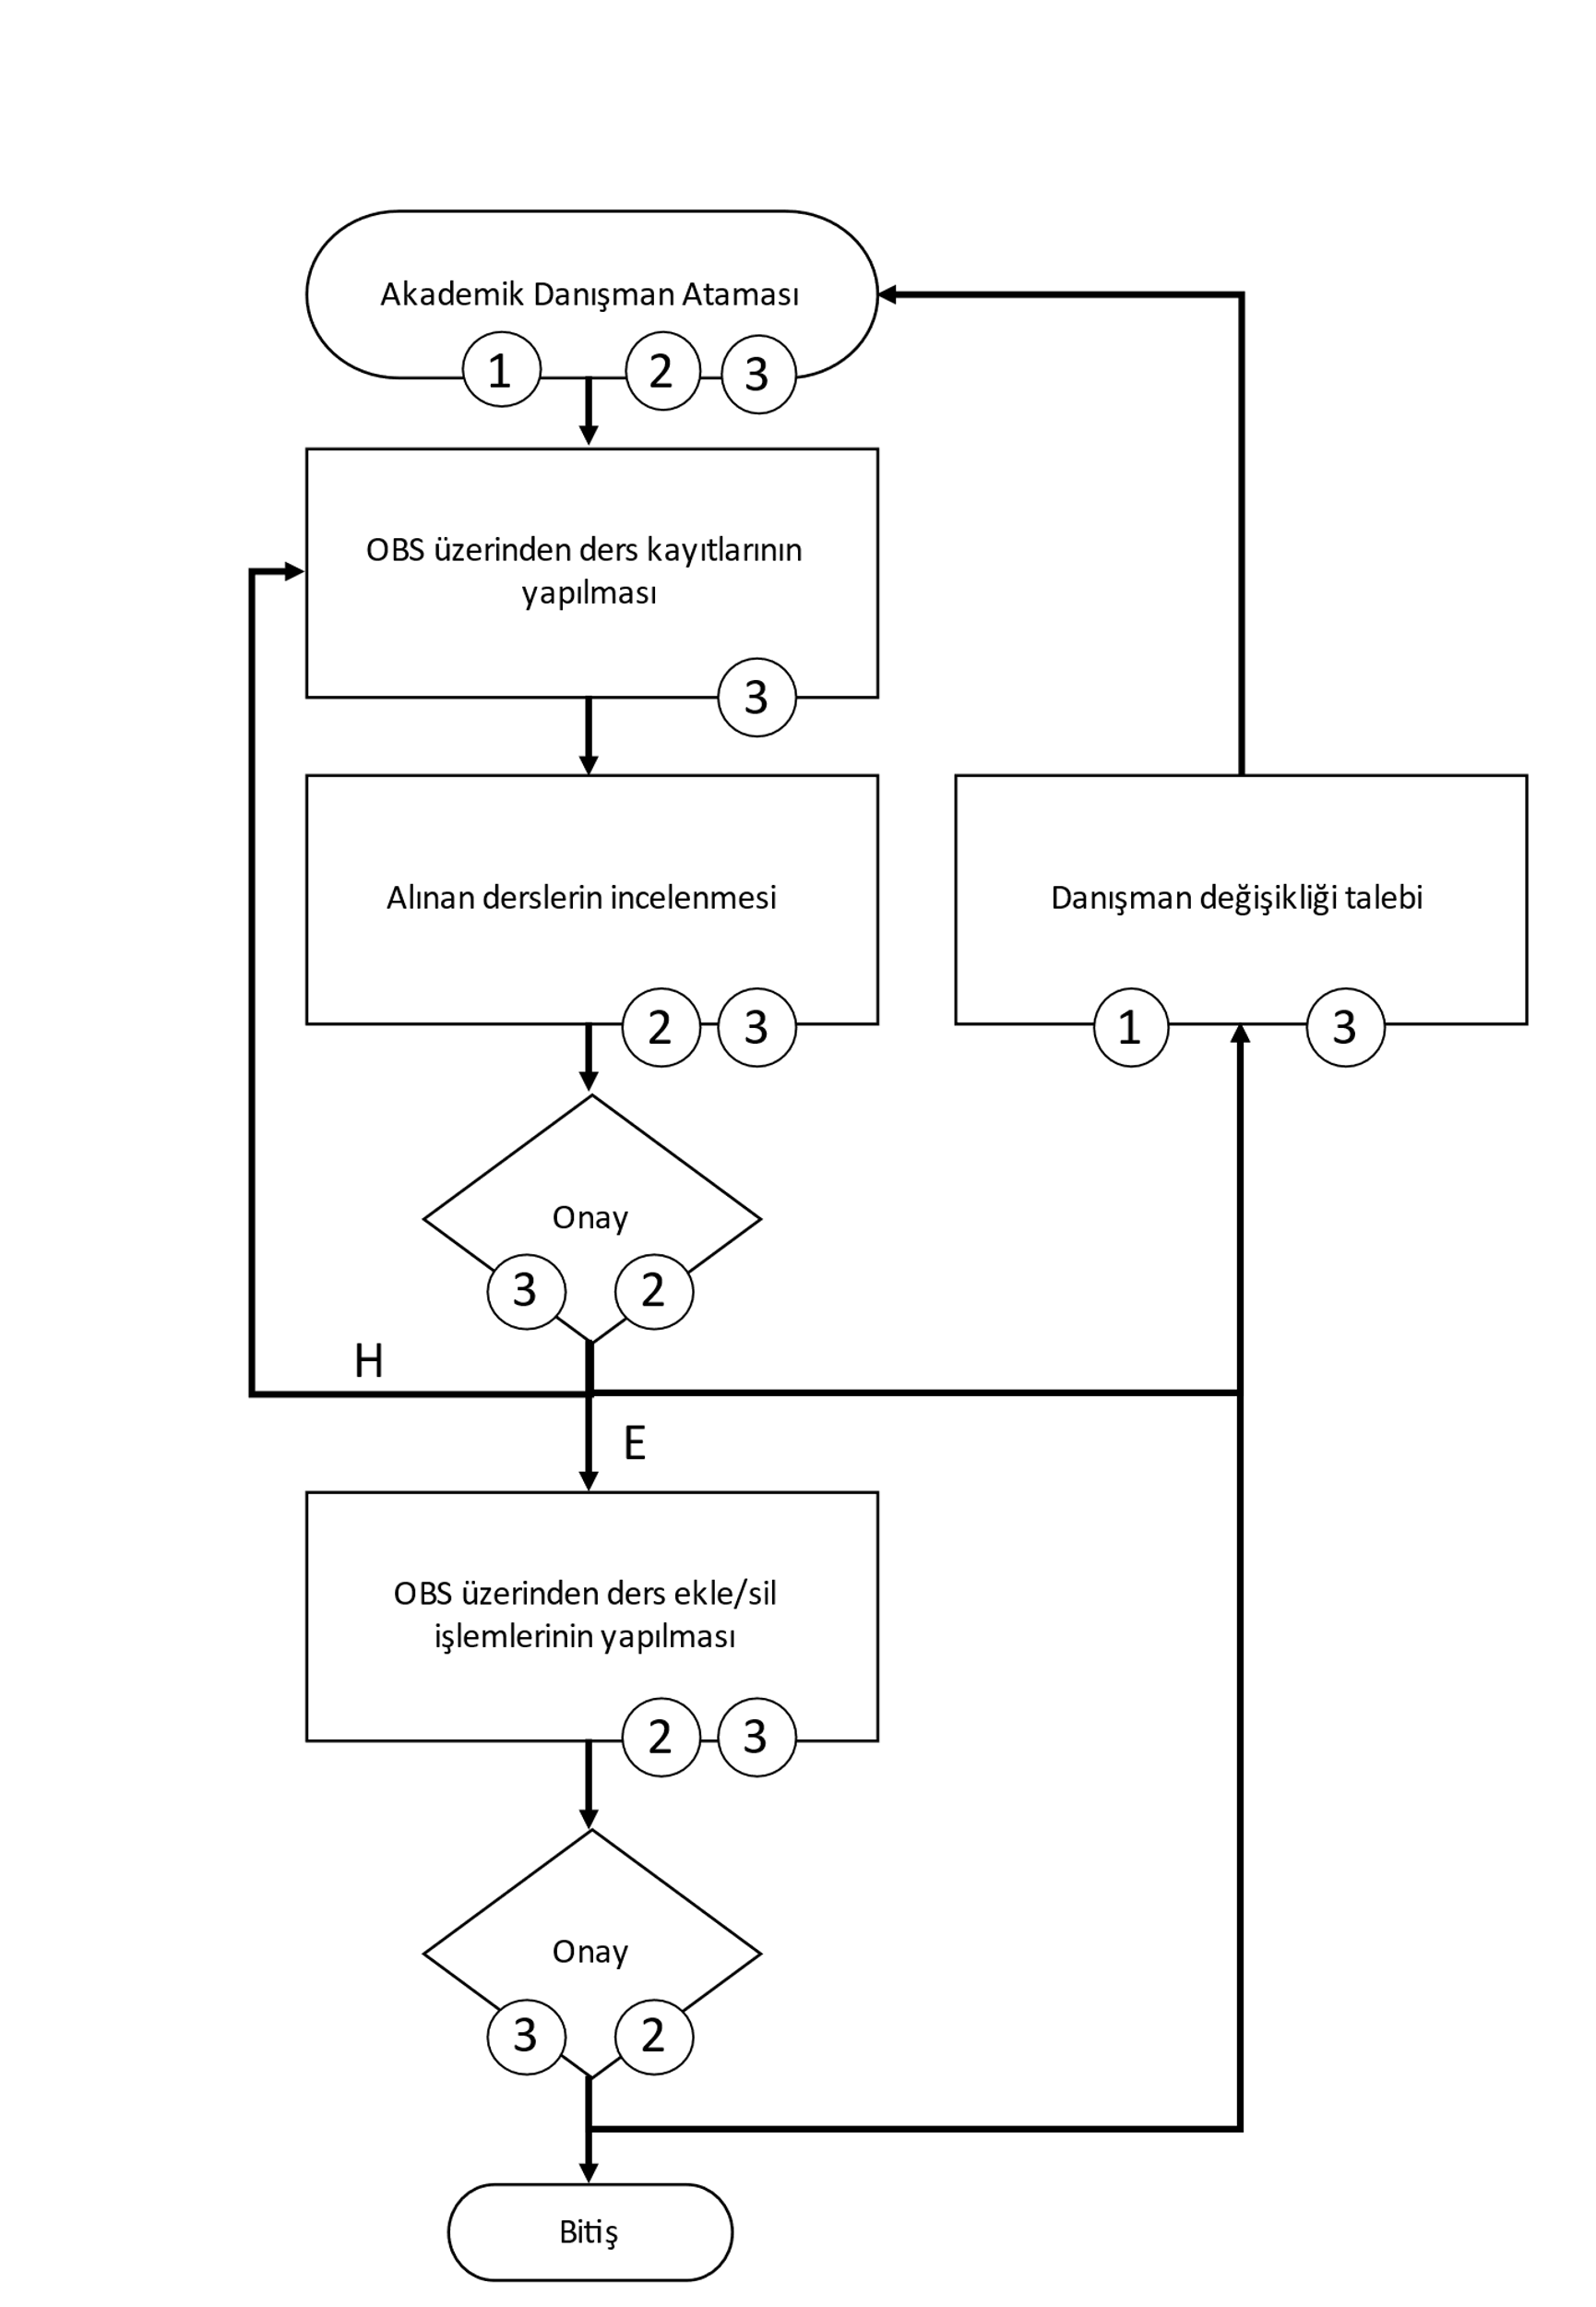 Akademik Danışman Ataması
1 2 3
OBS üzerinden ders kayıtlarının
yapılması
3
Alınan derslerin incelenmesi
2 3
Danışman değişikliği talebi
1 3
Onay
3 2
H
E
OBS üzerinden ders ekle/sil
işlemlerinin yapılması
2 3
Onay
3 2
Bitiş